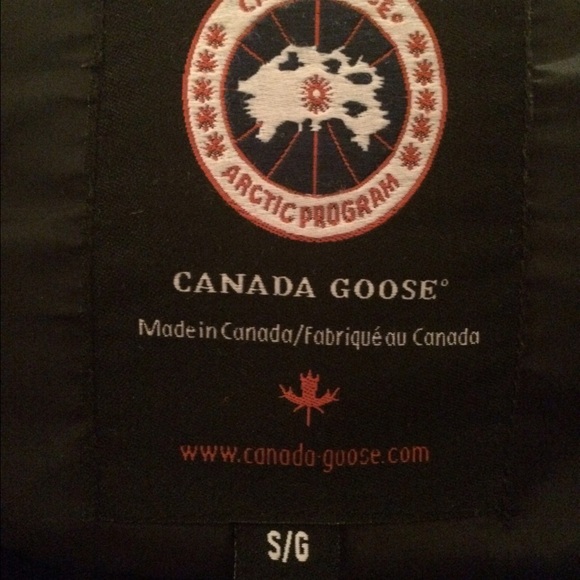 ARCTIC PROGRAM
CANADA GOOSE®
Made in Canada/Fabriqué au Canada
www.canada-goose.com
S/G